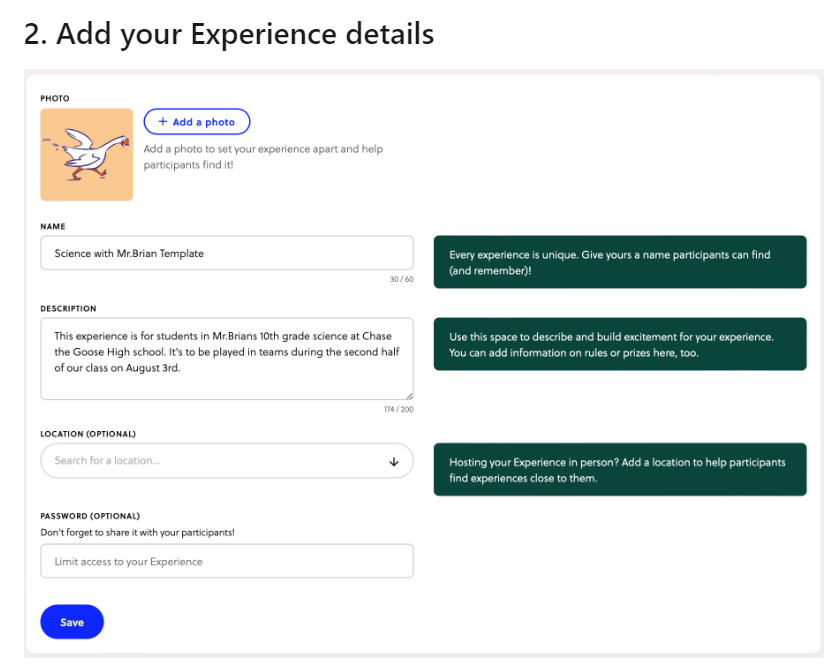 2. Add your Experience details
PHOTO
+ Add a photo
Add a photo to set your experience apart and help
participants find it!
NAME
Science with Mr.Brian Template
30 / 60
Every experience is unique. Give yours a name participants can find
(and remember)!
DESCRIPTION
This experience is for students in Mr.Brians 10th grade science at Chase
the Goose High school. It's to be played in teams during the second half
of our class on August 3rd.
174 / 200
Use this space to describe and build excitement for your experience.
You can add information on rules or prizes here, too.
LOCATION (OPTIONAL)
Search for a location...
Hosting your Experience in person? Add a location to help participants
find experiences close to them.
PASSWORD (OPTIONAL)
Don't forget to share it with your participants!
Limit access to your Experience
Save